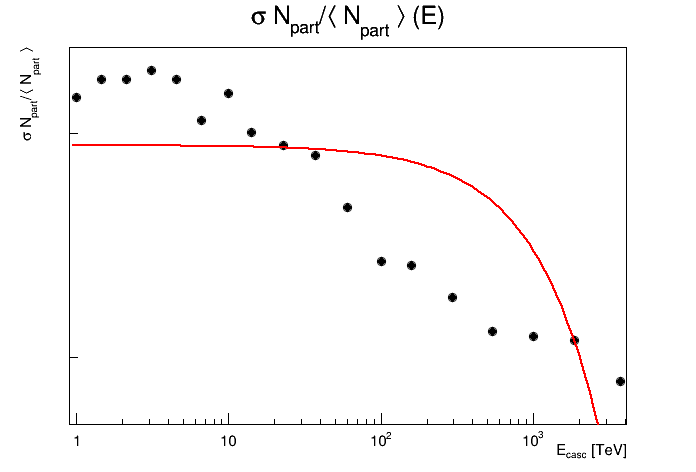 σ N_part/⟨ N_part ⟩ (E)
σ N_part/⟨ N_part ⟩
1 10 10² 10³
E_casc [TeV]